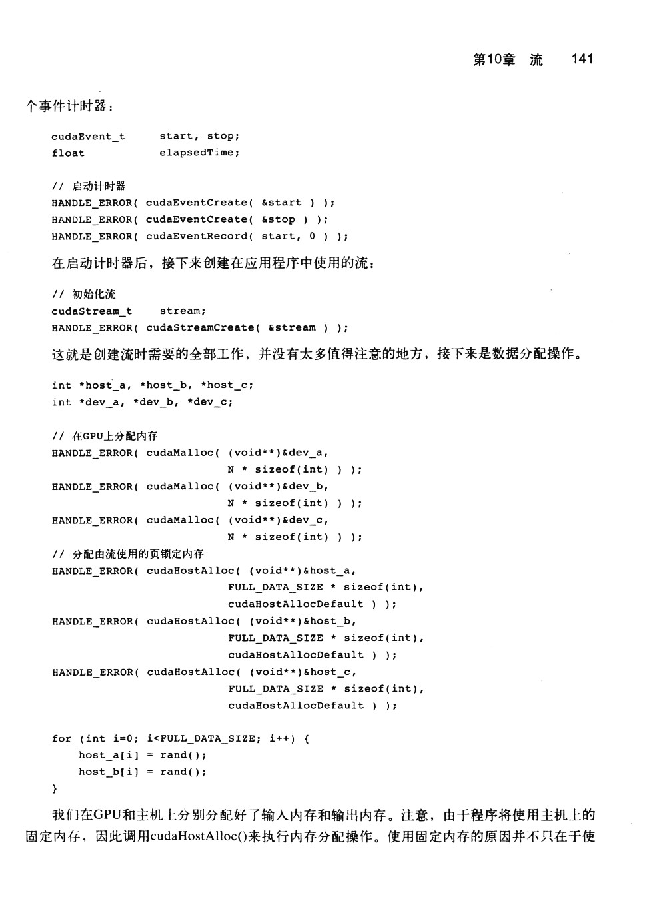 第10章 流 141
个事件计时器：
cudaEvent_t start, stop;
float elapsedTime;
// 启动计时器
HANDLE_ERROR( cudaEventCreate( &start ) );
HANDLE_ERROR( cudaEventCreate( &stop ) );
HANDLE_ERROR( cudaEventRecord( start, 0 ) );
在启动计时器后，接下来创建在应用程序中使用的流：
// 初始化流
cudaStream_t stream;
HANDLE_ERROR( cudaStreamCreate( &stream ) );
这就是创建流时需要的全部工作，并没有太多值得注意的地方，接下来是数据分配操作。
int *host_a, *host_b, *host_c;
int *dev_a, *dev_b, *dev_c;
// 在GPU上分配内存
HANDLE_ERROR( cudaMalloc( (void**)&dev_a,
N * sizeof(int) ) );
HANDLE_ERROR( cudaMalloc( (void**)&dev_b,
N * sizeof(int) ) );
HANDLE_ERROR( cudaMalloc( (void**)&dev_c,
N * sizeof(int) ) );
// 分配由流使用的页锁定内存
HANDLE_ERROR( cudaHostAlloc( (void**)&host_a,
FULL_DATA_SIZE * sizeof(int),
cudaHostAllocDefault ) );
HANDLE_ERROR( cudaHostAlloc( (void**)&host_b,
FULL_DATA_SIZE * sizeof(int),
cudaHostAllocDefault ) );
HANDLE_ERROR( cudaHostAlloc( (void**)&host_c,
FULL_DATA_SIZE * sizeof(int),
cudaHostAllocDefault ) );
for (int i=0; i<FULL_DATA_SIZE; i++) {
host_a[i] = rand();
host_b[i] = rand();
}
我们在GPU和主机上分别分配好了输入内存和输出内存。注意，由于程序将使用主机上的
固定内存，因此调用cudaHostAlloc()来执行内存分配操作。使用固定内存的原因并不只在于使